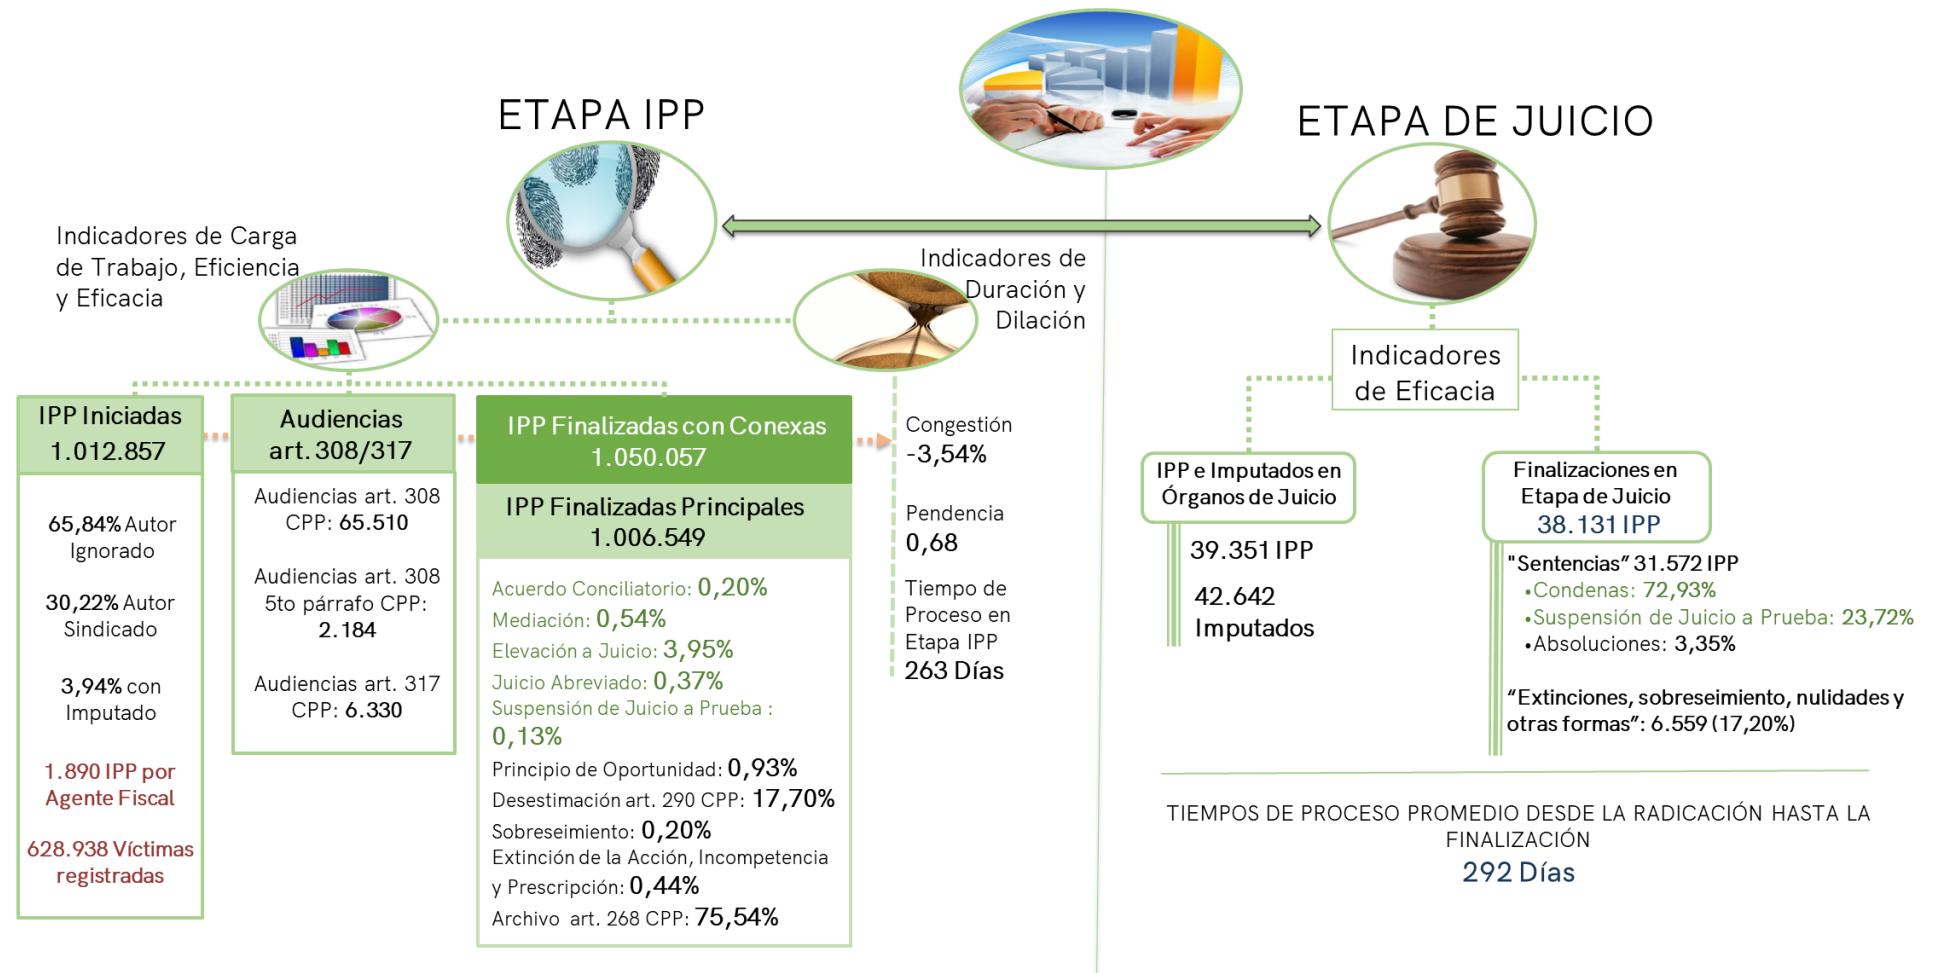 ETAPA IPP
ETAPA DE JUICIO
Indicadores de Carga
de Trabajo, Eficiencia
y Eficacia
Indicadores de
Duración y
Dilación
IPP Iniciadas
1.012.857
65,84% Autor
Ignorado
30,22% Autor
Sindicado
3,94% con
Imputado
1.890 IPP por
Agente Fiscal
628.938 Víctimas
registradas
Audiencias
art. 308/317
Audiencias art. 308
CPP: 65.510
Audiencias art. 308
5to párrafo CPP:
2.184
Audiencias art. 317
CPP: 6.330
IPP Finalizadas con Conexas
1.050.057
IPP Finalizadas Principales
1.006.549
Acuerdo Conciliatorio: 0,20%
Mediación: 0,54%
Elevación a Juicio: 3,95%
Juicio Abreviado: 0,37%
Suspensión de Juicio a Prueba :
0,13%
Principio de Oportunidad: 0,93%
Desestimación art. 290 CPP: 17,70%
Sobreseimiento: 0,20%
Extinción de la Acción, Incompetencia
y Prescripción: 0,44%
Archivo art. 268 CPP: 75,54%
Congestión
-3,54%
Pendencia
0,68
Tiempo de
Proceso en
Etapa IPP
263 Días
Indicadores
de Eficacia
IPP e Imputados en
Órganos de Juicio
39.351 IPP
42.642
Imputados
Finalizaciones en
Etapa de Juicio
38.131 IPP
"Sentencias” 31.572 IPP
•Condenas: 72,93%
•Suspensión de Juicio a Prueba: 23,72%
•Absoluciones: 3,35%
“Extinciones, sobreseimiento, nulidades y
otras formas”: 6.559 (17,20%)
TIEMPOS DE PROCESO PROMEDIO DESDE LA RADICACIÓN HASTA LA
FINALIZACIÓN
292 Días